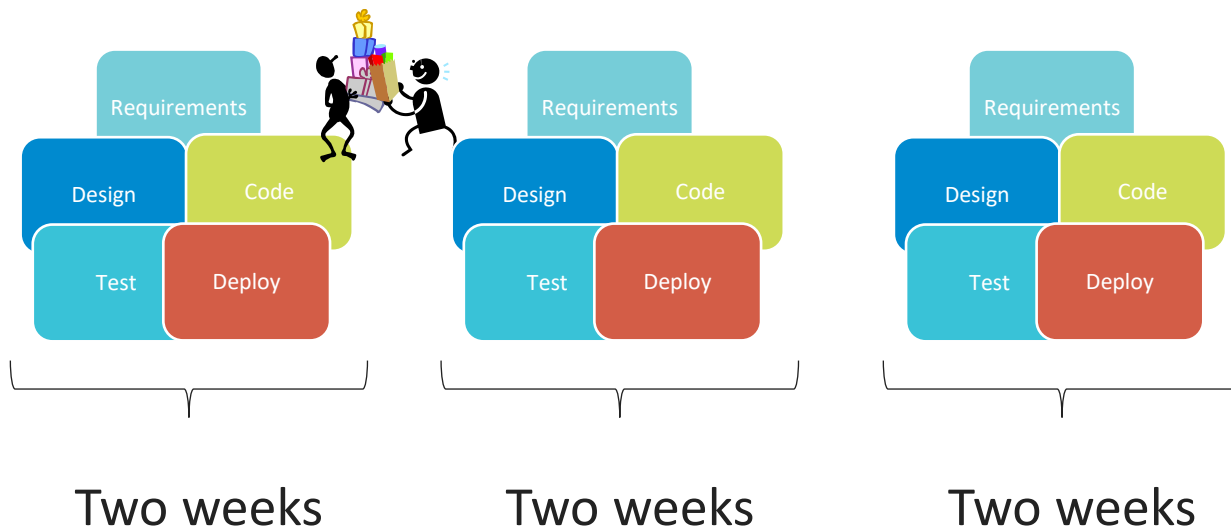 Requirements
Design
Code
Test
Deploy
Two weeks
Requirements
Design
Code
Test
Deploy
Two weeks
Requirements
Design
Code
Test
Deploy
Two weeks